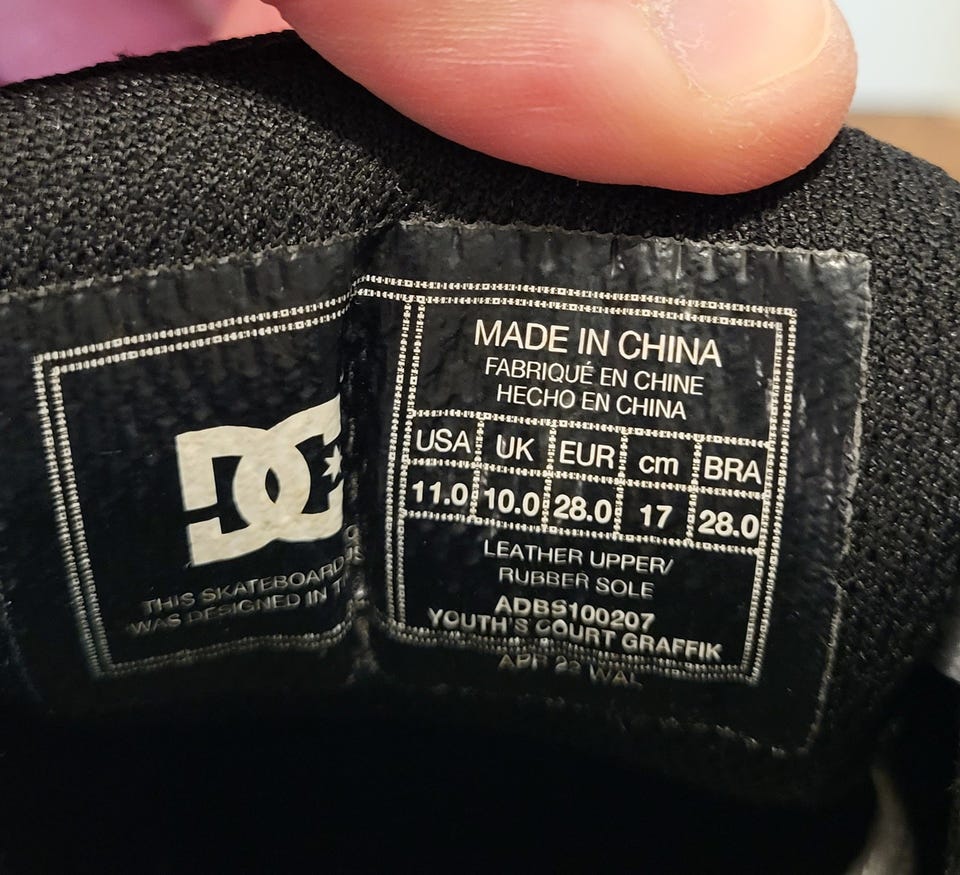 DC
THIS SKATEBOARD
WAS DESIGNED IN
MADE IN CHINA
FABRIQUÉ EN CHINE
HECHO EN CHINA
USA UK EUR cm BRA
11.0 10.0 28.0 17 28.0
LEATHER UPPER/
RUBBER SOLE
ADBS100207
YOUTH'S COURT GRAFFIK